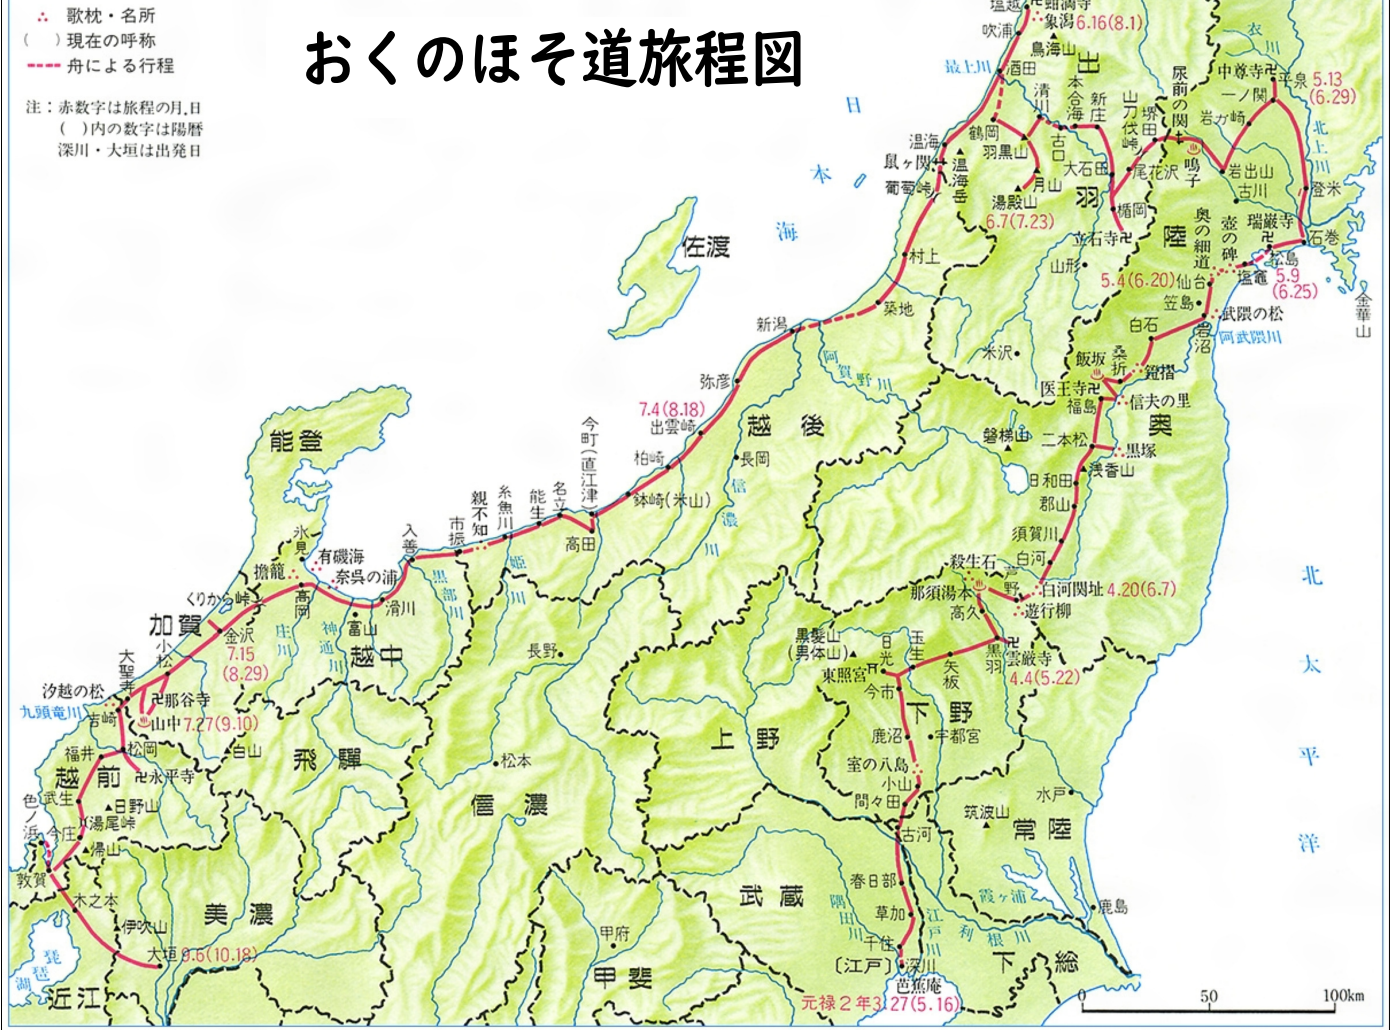 おくのほそ道旅程図
歌枕・名所
( )現在の呼称
舟による行程
注：赤数字は旅程の月.日
( )内の数字は陽暦
深川・大垣は出発日
塩越
蚶満寺
象潟 6.16(8.1)
吹浦
鳥海山
最上川
酒田
出羽
清川
本合海
新庄
山刀伐峠
堺田
尿前の関
鳴子
中尊寺
平泉 5.13
(6.29)
衣川
一ノ関
岩ガ崎
北上川
鶴岡
羽黒山
古口
大石田
尾花沢
岩出山
古川
登米
温海
鼠ヶ関
温海岳
葡萄峠
月山
湯殿山
6.7(7.23)
楯岡
立石寺
陸奥
奥の細道
壺の碑
瑞巌寺
石巻
松島
5.9
(6.25)
塩竈
金華山
日本海
佐渡
村上
山形
5.4(6.20)仙台
笠島
武隈の松
岩沼
阿武隈川
築地
新潟
白石
米沢
飯坂
桑折
鐙摺
阿賀野川
医王寺
福島
信夫の里
弥彦
7.4(8.18)
出雲崎
越後
磐梯山
二本松
黒塚
浅香山
日和田
郡山
能登
今町(直江津)
柏崎
長岡
鉢崎(米山)
信濃川
須賀川
白河
氷見
有磯海
奈呉の浦
担籠
入善
市振
親不知
糸魚川
能生
名立
高田
殺生石
芦野
白河関址 4.20(6.7)
那須湯本
遊行柳
高久
北太平洋
くりから峠
高岡
滑川
黒部川
姫川
加賀
金沢
7.15
(8.29)
庄川
神通川
富山
越中
長野
黒髪山
(男体山)
日光
玉生
矢板
黒羽
雲厳寺
4.4(5.22)
東照宮
今市
小松
大聖寺
汐越の松
那谷寺
九頭竜川
吉崎
山中 7.27(9.10)
下野
上野
鹿沼
宇都宮
福井
松岡
白山
飛驒
松本
室の八島
小山
間々田
越前
永平寺
色ノ浜
武生
日野山
湯尾峠
今庄
帰山
信濃
古河
筑波山
水戸
常陸
敦賀
木之本
美濃
伊吹山
武蔵
春日部
草加
隅田川
江戸川
利根川
霞ヶ浦
鹿島
甲府
甲斐
琵琶湖
大垣 9.6(10.18)
近江
千住
〔江戸〕
深川
芭蕉庵
元禄2年3.27(5.16)
下総
0 50 100km